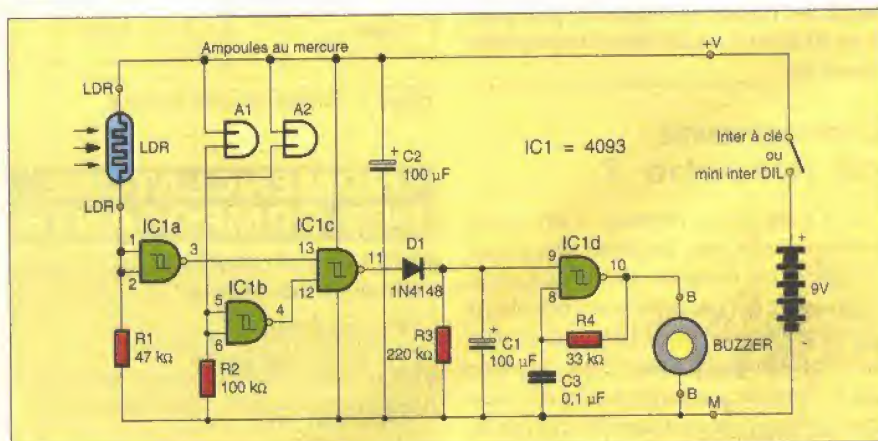 Ampoules au mercure
+V
LDR
A1
A2
LDR
+
C2
100 µF
IC1 = 4093
Inter à clé
ou
mini inter DIL
LDR
IC1a
1
2
3
IC1c
13
12
11
D1
1N4148
IC1d
9
8
10
+
9V
-
IC1b
5
6
4
R1
47 kΩ
R2
100 kΩ
R3
220 kΩ
+
C1
100 µF
R4
33 kΩ
C3
0,1 µF
B
BUZZER
B
M